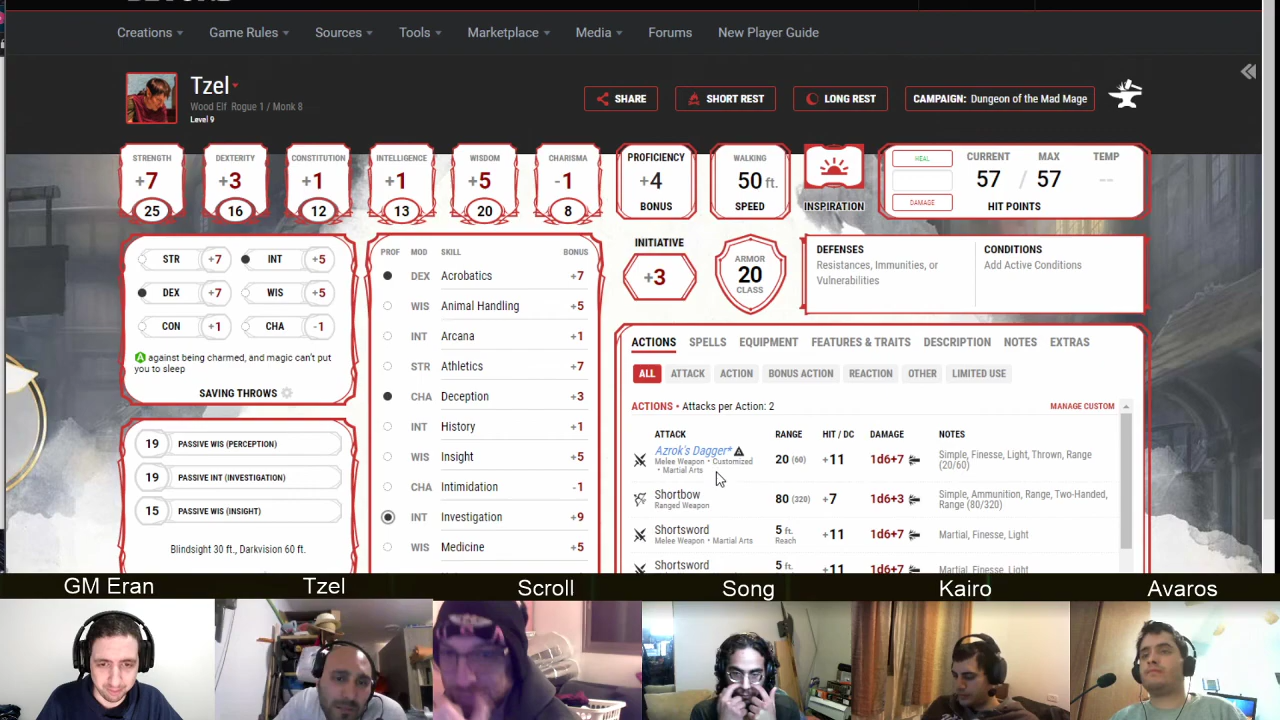 Creations Game Rules Sources Tools Marketplace Media Forums New Player Guide
Tzel
Wood Elf Rogue 1 / Monk 8
Level 9
SHARE SHORT REST LONG REST CAMPAIGN: Dungeon of the Mad Mage
STRENGTH +7 25
DEXTERITY +3 16
CONSTITUTION +1 12
INTELLIGENCE +1 13
WISDOM +5 20
CHARISMA -1 8
PROFICIENCY +4 BONUS
WALKING 50 ft. SPEED
INSPIRATION
HEAL
DAMAGE
CURRENT MAX TEMP
57 / 57 --
HIT POINTS
STR +7 INT +5
DEX +7 WIS +5
CON +1 CHA -1
against being charmed, and magic can't put
you to sleep
SAVING THROWS
19 PASSIVE WIS (PERCEPTION)
19 PASSIVE INT (INVESTIGATION)
15 PASSIVE WIS (INSIGHT)
Blindsight 30 ft., Darkvision 60 ft.
PROF MOD SKILL BONUS
DEX Acrobatics +7
WIS Animal Handling +5
INT Arcana +1
STR Athletics +7
CHA Deception +3
INT History +1
WIS Insight +5
CHA Intimidation -1
INT Investigation +9
WIS Medicine +5
INITIATIVE
+3
ARMOR
20
CLASS
DEFENSES
Resistances, Immunities, or
Vulnerabilities
CONDITIONS
Add Active Conditions
ACTIONS SPELLS EQUIPMENT FEATURES & TRAITS DESCRIPTION NOTES EXTRAS
ALL ATTACK ACTION BONUS ACTION REACTION OTHER LIMITED USE
ACTIONS • Attacks per Action: 2 MANAGE CUSTOM
ATTACK RANGE HIT / DC DAMAGE NOTES
Azrok's Dagger* 20 (60) +11 1d6+7 Simple, Finesse, Light, Thrown, Range
Melee Weapon • Customized (20/60)
• Martial Arts
Shortbow 80 (320) +7 1d6+3 Simple, Ammunition, Range, Two-Handed,
Ranged Weapon Range (80/320)
Shortsword 5 ft. +11 1d6+7 Martial, Finesse, Light
Melee Weapon • Martial Arts Reach
Shortsword 5 ft. +11 1d6+7 Martial, Finesse, Light
GM Eran Tzel Scroll Song Kairo Avaros